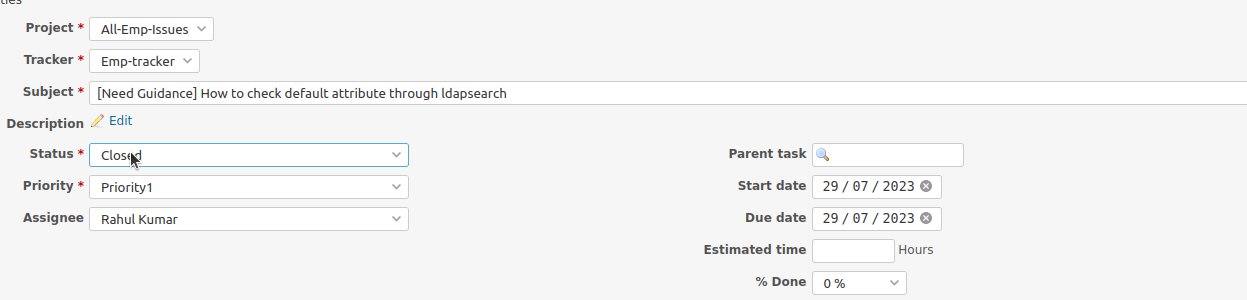 Project * All-Emp-Issues
Tracker * Emp-tracker
Subject * [Need Guidance] How to check default attribute through ldapsearch
Description Edit
Status * Closed Parent task
Priority * Priority1 Start date 29 / 07 / 2023
Assignee Rahul Kumar Due date 29 / 07 / 2023
Estimated time Hours
% Done 0 %